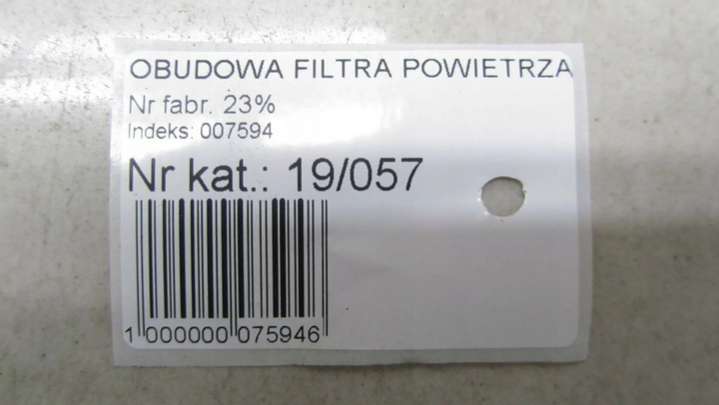 OBUDOWA FILTRA POWIETRZA
Nr fabr. 23%
Indeks: 007594
Nr kat.: 19/057
1 000000 075946